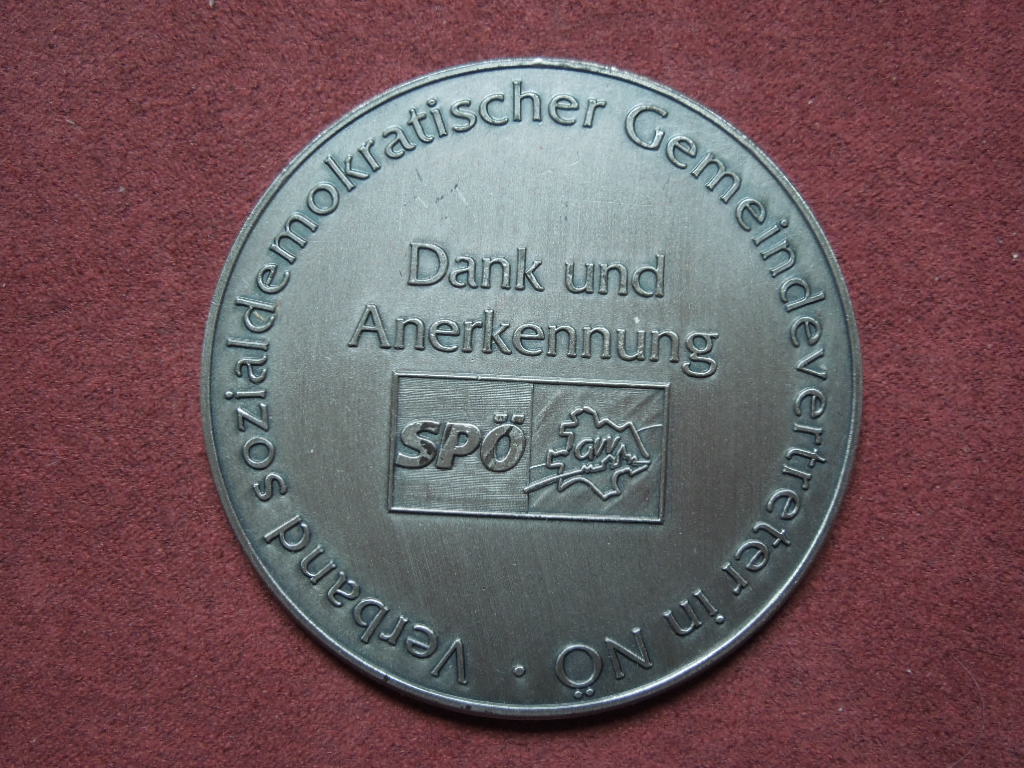 Verband sozialdemokratischer Gemeindevertreter in NÖ •
Dank und
Anerkennung
SPÖ